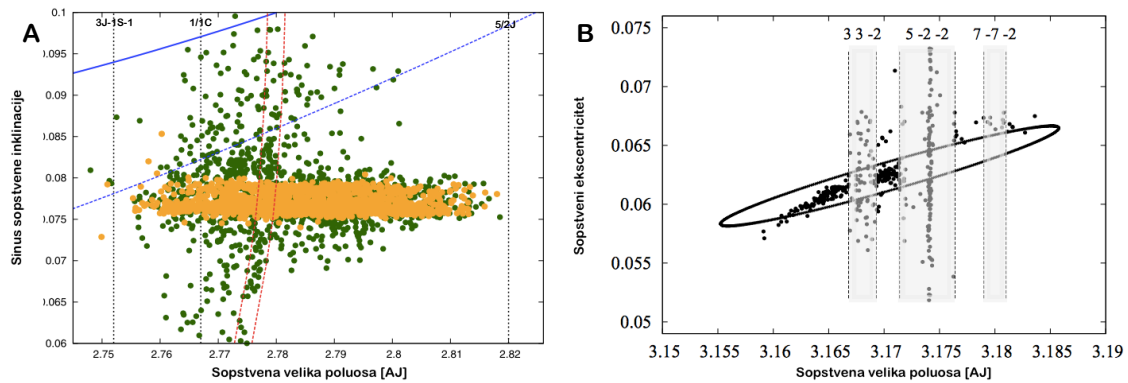 A
3J-1S-1
1/1C
5/2J
0.1
0.095
0.09
0.085
0.08
0.075
0.07
0.065
0.06
Sinus sopstvene inklinacije
2.75
2.76
2.77
2.78
2.79
2.8
2.81
2.82
Sopstvena velika poluosa [AJ]
B
3 3 -2
5 -2 -2
7 -7 -2
0.075
0.07
0.065
0.06
0.055
0.05
Sopstveni ekscentricitet
3.15
3.155
3.16
3.165
3.17
3.175
3.18
3.185
3.19
Sopstvena velika poluosa [AJ]